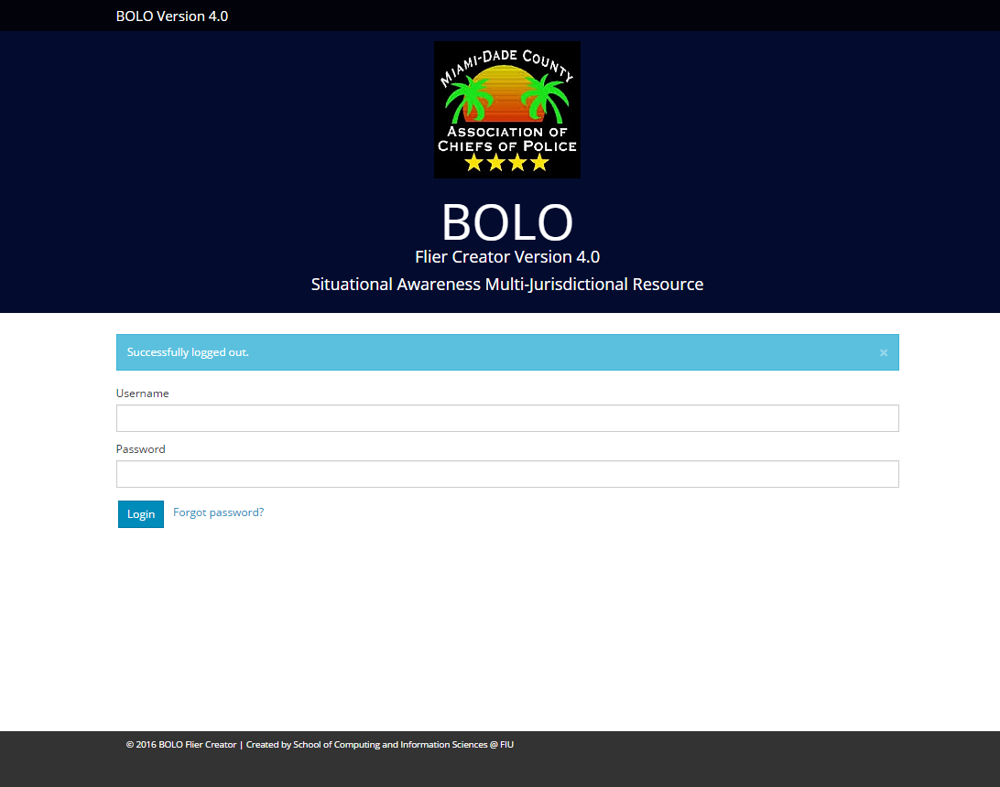 BOLO Version 4.0
MIAMI-DADE COUNTY
ASSOCIATION OF
CHIEFS OF POLICE
BOLO
Flier Creator Version 4.0
Situational Awareness Multi-Jurisdictional Resource
Successfully logged out. ×
Username
Password
Login Forgot password?
© 2016 BOLO Flier Creator | Created by School of Computing and Information Sciences @ FIU